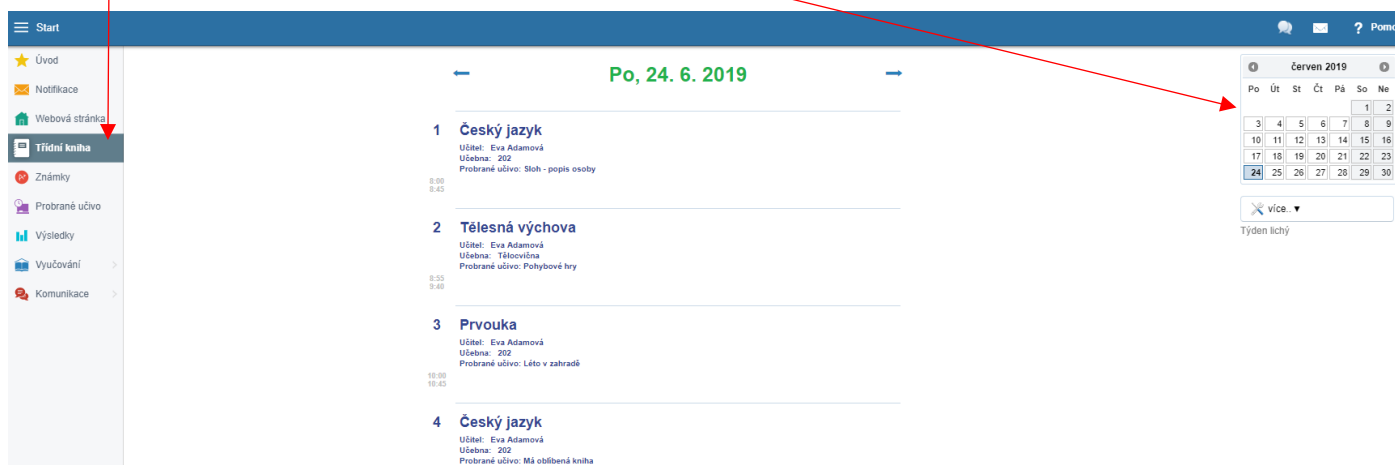 Start
? Pomo
Úvod
Notifikace
Webová stránka
Třídní kniha
Známky
Probrané učivo
Výsledky
Vyučování
Komunikace
Po, 24. 6. 2019
1 Český jazyk
Učitel: Eva Adamová
Učebna: 202
Probrané učivo: Sloh - popis osoby
8:00
8:45
2 Tělesná výchova
Učitel: Eva Adamová
Učebna: Tělocvična
Probrané učivo: Pohybové hry
8:55
9:40
3 Prvouka
Učitel: Eva Adamová
Učebna: 202
Probrané učivo: Léto v zahradě
10:00
10:45
4 Český jazyk
Učitel: Eva Adamová
Učebna: 202
Probrané učivo: Má oblíbená kniha
červen 2019
Po Út St Čt Pá So Ne
1 2
3 4 5 6 7 8 9
10 11 12 13 14 15 16
17 18 19 20 21 22 23
24 25 26 27 28 29 30
více.. ▼
Týden lichý